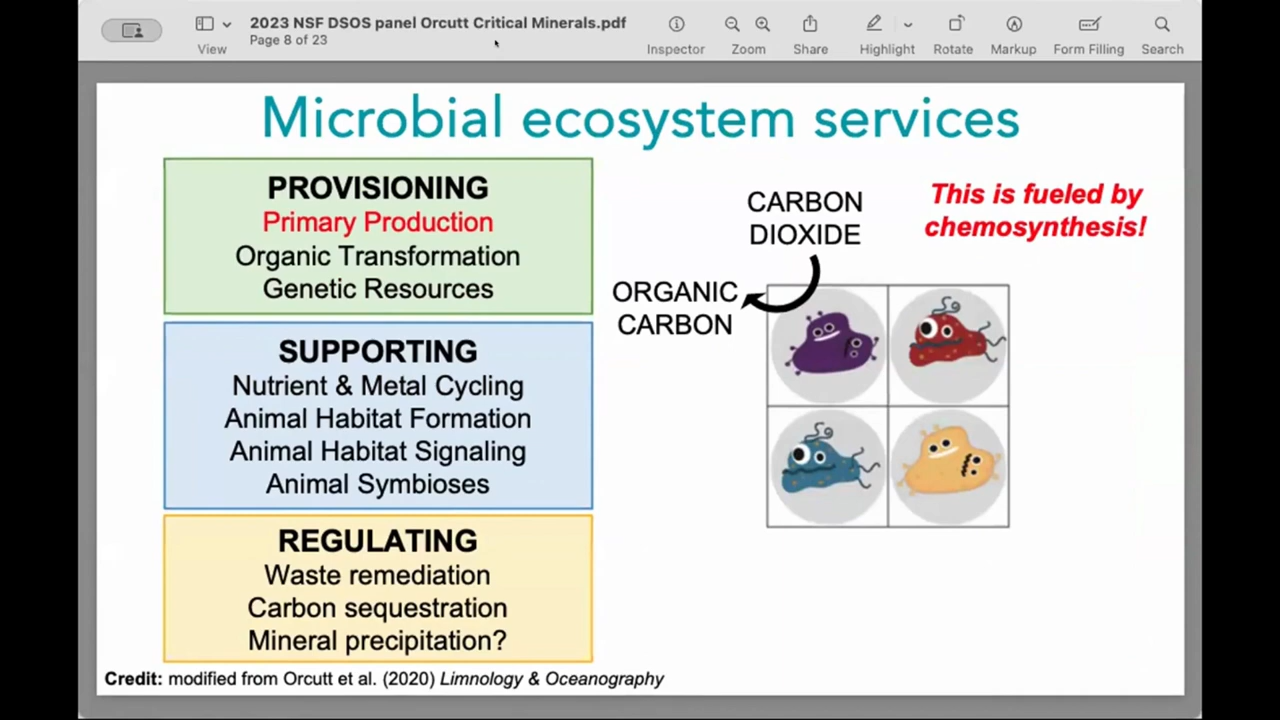 2023 NSF DSOS panel Orcutt Critical Minerals.pdf
Page 8 of 23
View
Inspector
Zoom
Share
Highlight
Rotate
Markup
Form Filling
Search
Microbial ecosystem services
PROVISIONING
Primary Production
Organic Transformation
Genetic Resources
SUPPORTING
Nutrient & Metal Cycling
Animal Habitat Formation
Animal Habitat Signaling
Animal Symbioses
REGULATING
Waste remediation
Carbon sequestration
Mineral precipitation?
CARBON
DIOXIDE
ORGANIC
CARBON
This is fueled by
chemosynthesis!
Credit: modified from Orcutt et al. (2020) Limnology & Oceanography